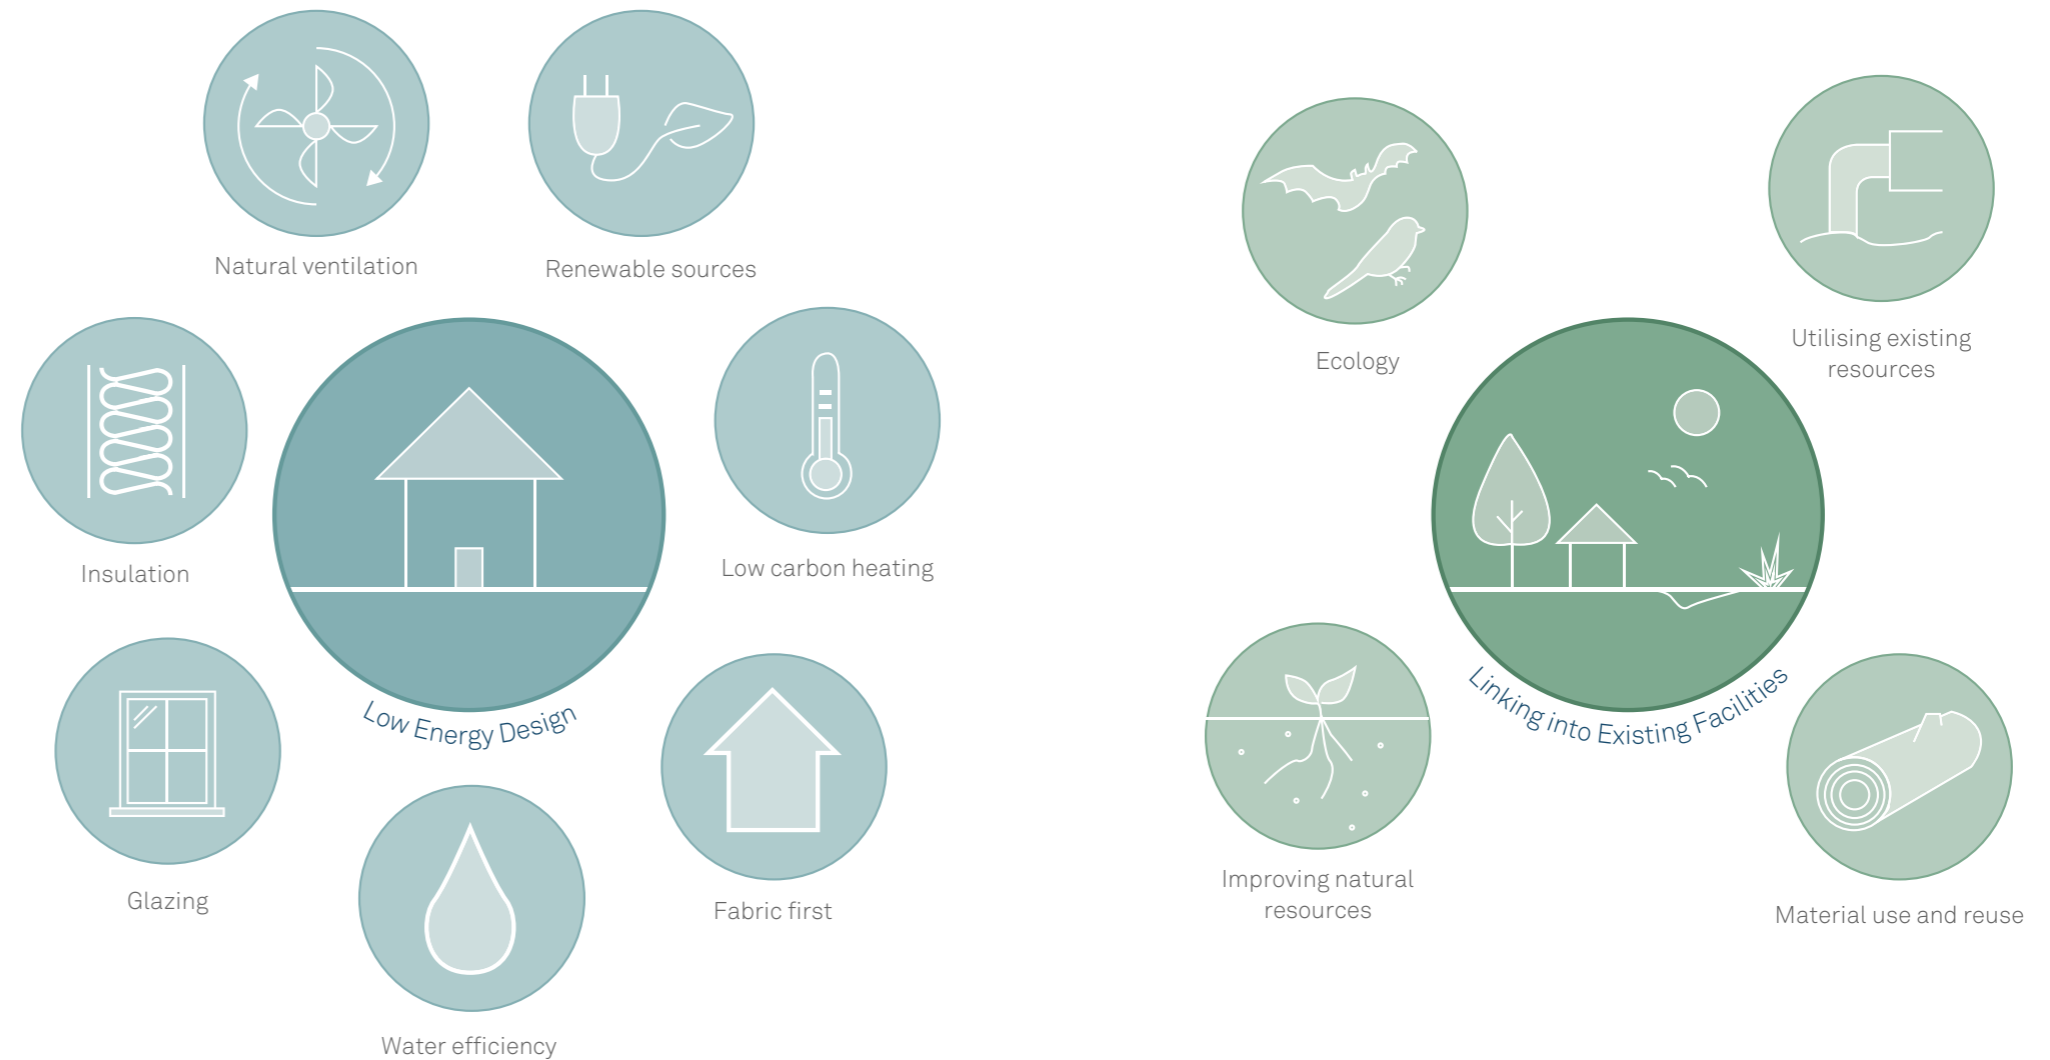 Natural ventilation
Renewable sources
Insulation
Low carbon heating
Low Energy Design
Glazing
Fabric first
Water efficiency
Ecology
Utilising existing
resources
Linking into Existing Facilities
Improving natural
resources
Material use and reuse